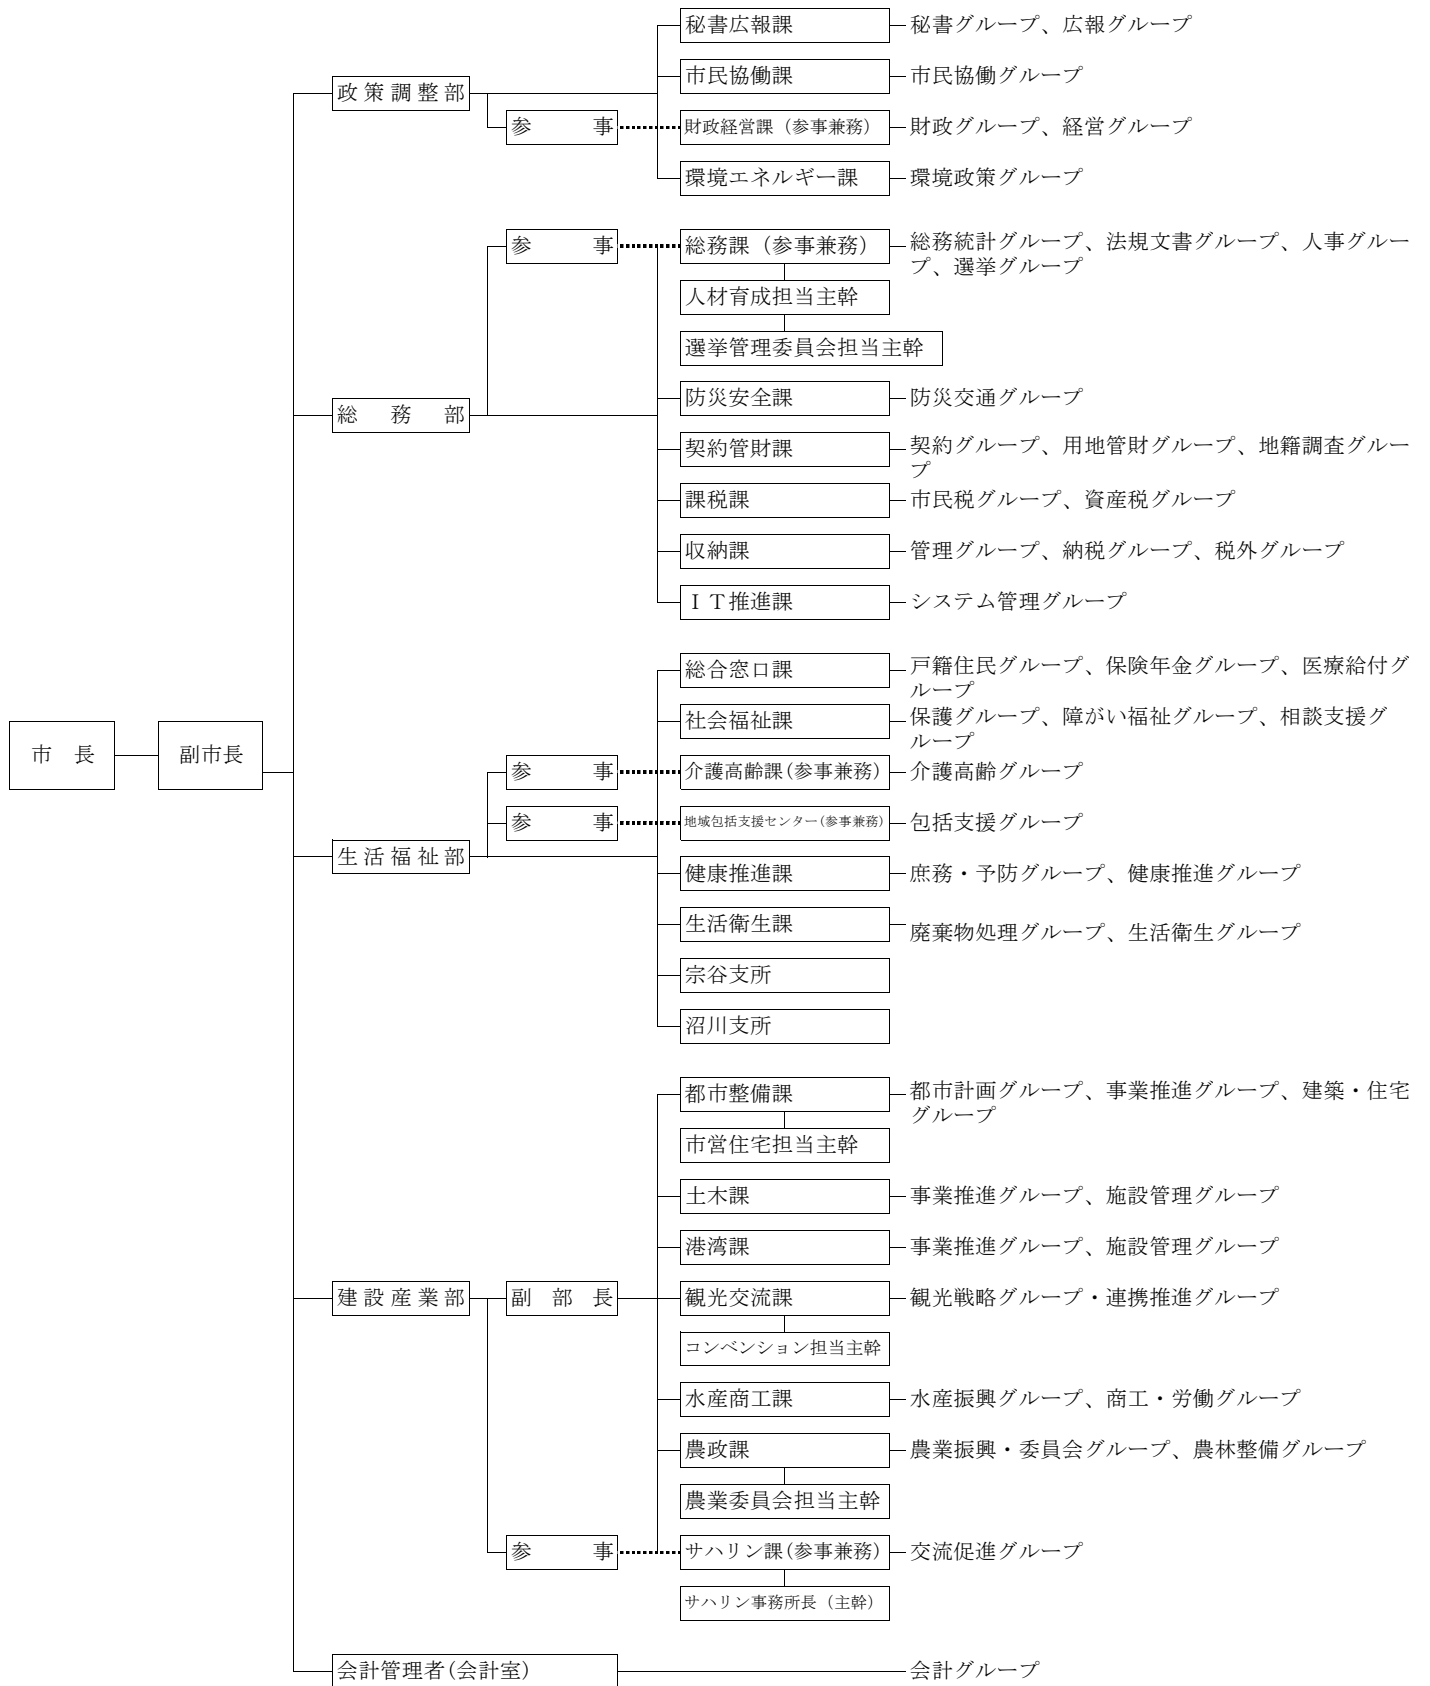 秘書広報課
秘書グループ、広報グループ
市民協働課
市民協働グループ
政策調整部
参事
財政経営課（参事兼務）
財政グループ、経営グループ
環境エネルギー課
環境政策グループ
参事
総務課（参事兼務）
総務統計グループ、法規文書グループ、人事グルー
プ、選挙グループ
人材育成担当主幹
選挙管理委員会担当主幹
防災安全課
防災交通グループ
総務部
契約管財課
契約グループ、用地管財グループ、地籍調査グルー
プ
課税課
市民税グループ、資産税グループ
収納課
管理グループ、納税グループ、税外グループ
ＩＴ推進課
システム管理グループ
総合窓口課
戸籍住民グループ、保険年金グループ、医療給付グ
ループ
社会福祉課
保護グループ、障がい福祉グループ、相談支援グ
ループ
市　長
副市長
参事
介護高齢課(参事兼務)
介護高齢グループ
参事
地域包括支援センター(参事兼務)
包括支援グループ
生活福祉部
健康推進課
庶務・予防グループ、健康推進グループ
生活衛生課
廃棄物処理グループ、生活衛生グループ
宗谷支所
沼川支所
都市整備課
都市計画グループ、事業推進グループ、建築・住宅
グループ
市営住宅担当主幹
土木課
事業推進グループ、施設管理グループ
港湾課
事業推進グループ、施設管理グループ
建設産業部
副部長
観光交流課
観光戦略グループ・連携推進グループ
コンベンション担当主幹
水産商工課
水産振興グループ、商工・労働グループ
農政課
農業振興・委員会グループ、農林整備グループ
農業委員会担当主幹
参事
サハリン課(参事兼務)
交流促進グループ
サハリン事務所長（主幹）
会計管理者(会計室)
会計グループ